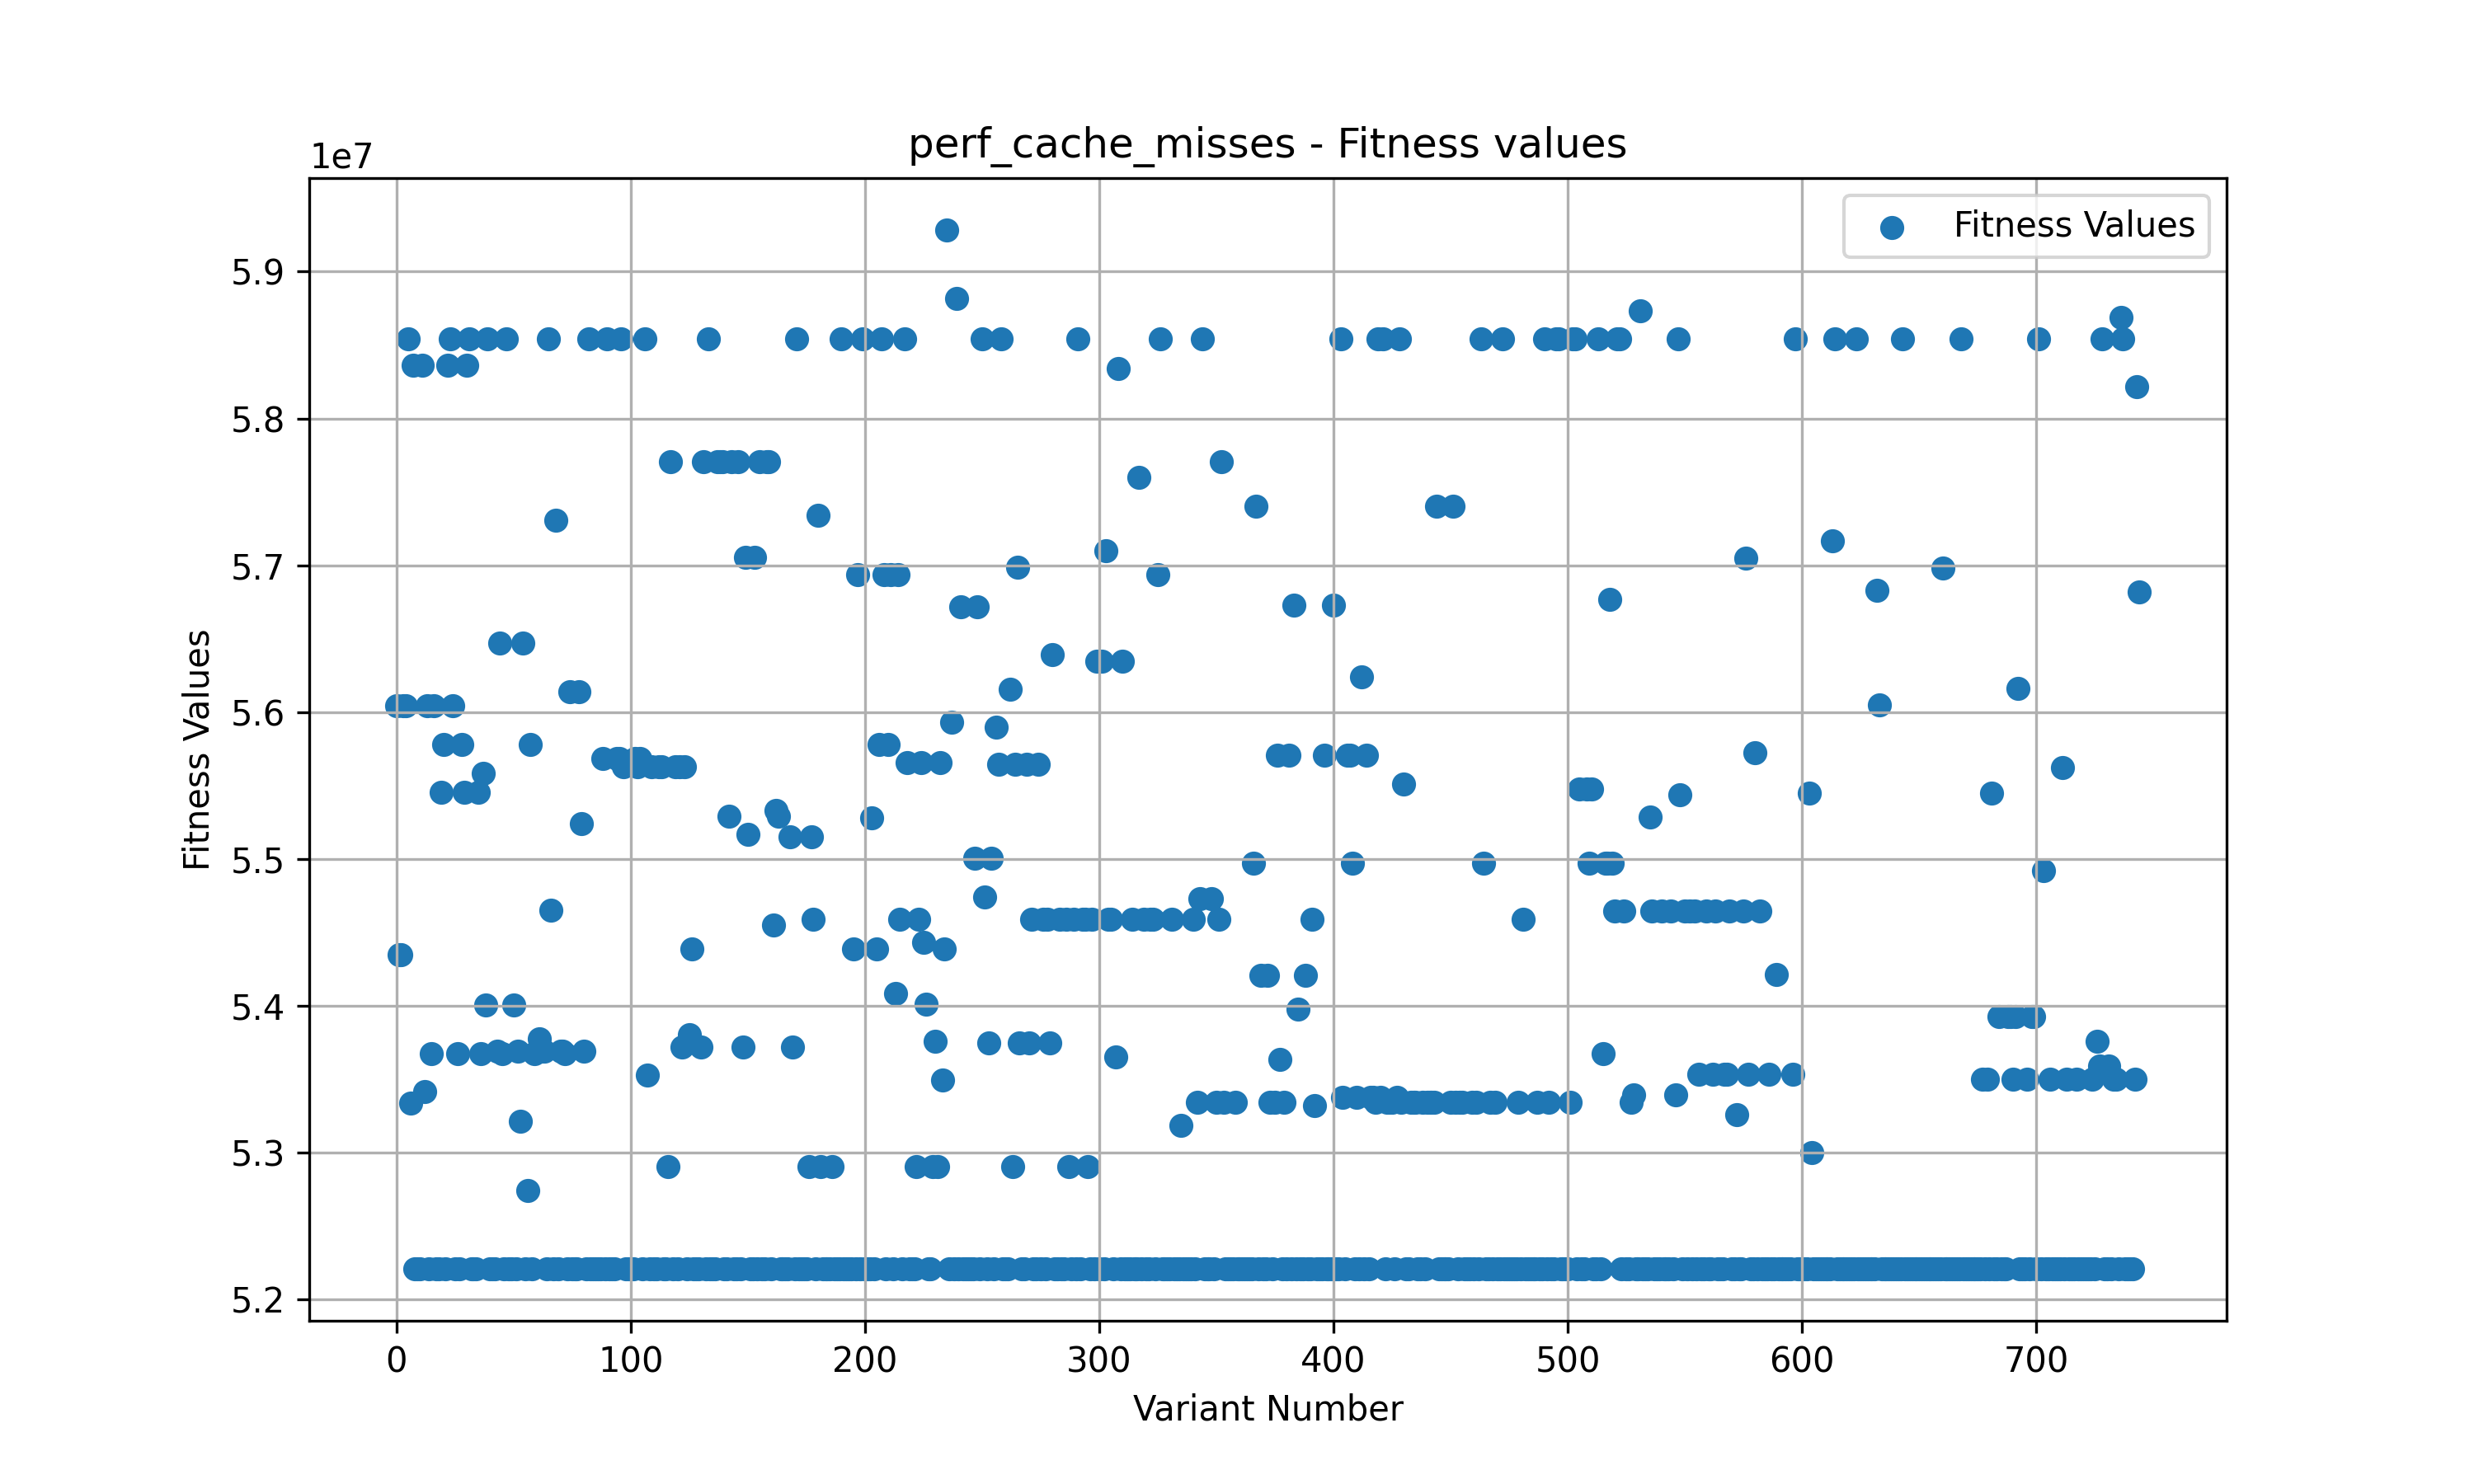 perf_cache_misses - Fitness values
1e7
Fitness Values
5.9
5.8
5.7
5.6
5.5
5.4
5.3
5.2
Fitness Values
0 100 200 300 400 500 600 700
Variant Number